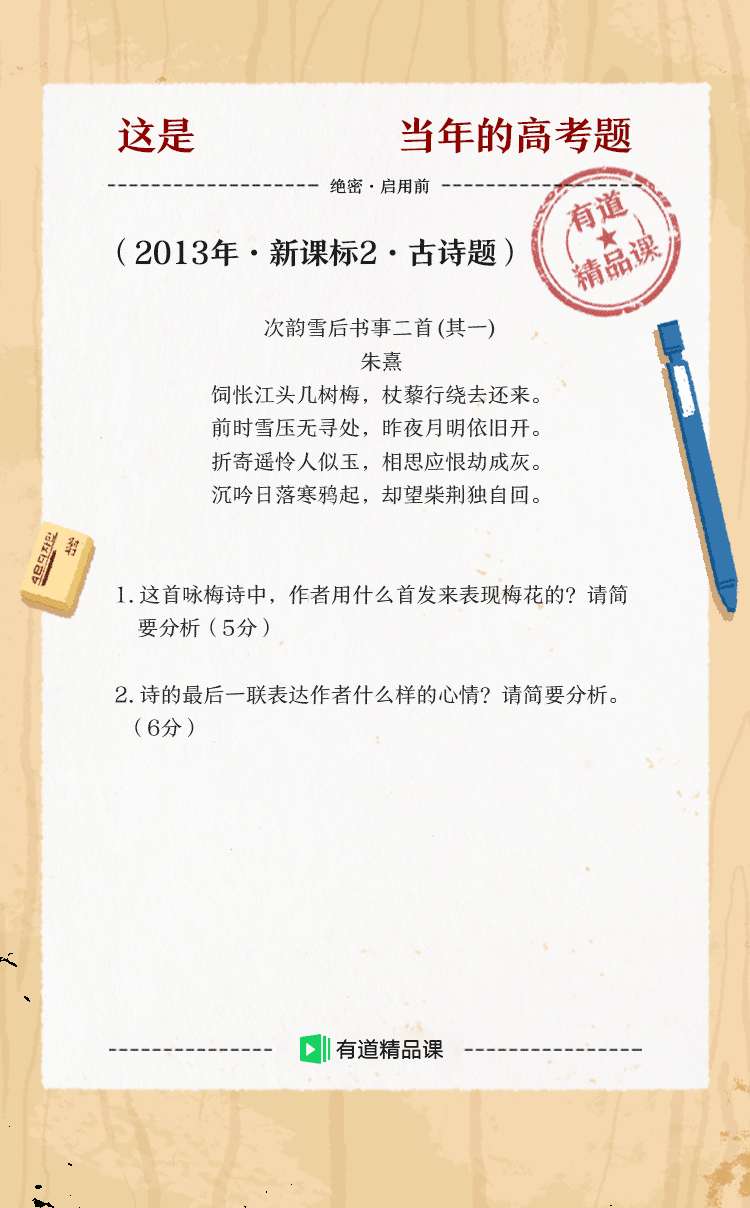 这是 当年的高考题
绝密·启用前
有道
精品课
（2013年·新课标2·古诗题）
次韵雪后书事二首(其一)
朱熹
饲怅江头几树梅，杖藜行绕去还来。
前时雪压无寻处，昨夜月明依旧开。
折寄遥怜人似玉，相思应恨劫成灰。
沉吟日落寒鸦起，却望柴荆独自回。
1. 这首咏梅诗中，作者用什么首发来表现梅花的？请简
要分析（5分）
2. 诗的最后一联表达作者什么样的心情？请简要分析。
（6分）
有道精品课